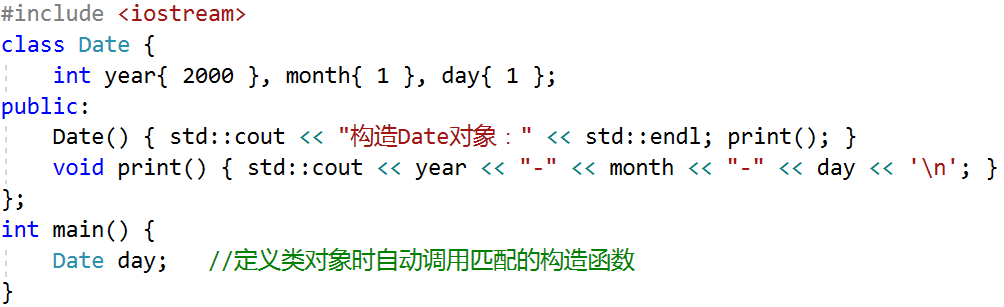 #include <iostream>
class Date {
    int year{ 2000 }, month{ 1 }, day{ 1 };
public:
    Date() { std::cout << "构造Date对象：" << std::endl; print(); }
    void print() { std::cout << year << "-" << month << "-" << day << '\n'; }
};
int main() {
    Date day;   //定义类对象时自动调用匹配的构造函数
}